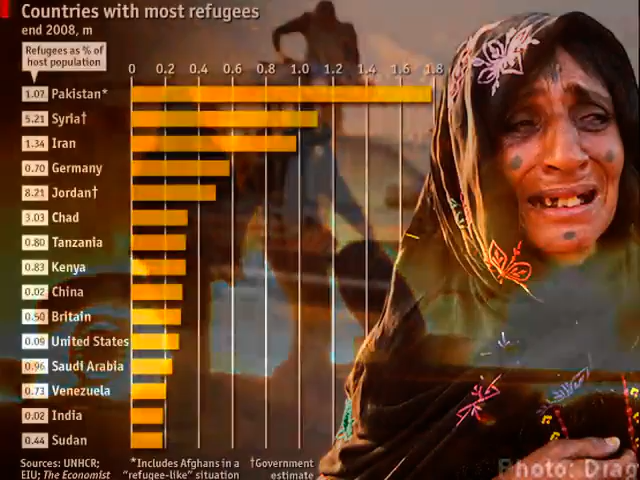 Countries with most refugees
end 2008, m
Refugees as % of
host population
0 0.2 0.4 0.6 0.8 1.0 1.2 1.4 1.6 1.8
1.07 Pakistan*
5.21 Syria†
1.34 Iran
0.70 Germany
8.21 Jordan†
3.03 Chad
0.80 Tanzania
0.83 Kenya
0.02 China
0.50 Britain
0.09 United States
0.96 Saudi Arabia
0.73 Venezuela
0.02 India
0.44 Sudan
Sources: UNHCR;
EIU; The Economist
*Includes Afghans in a
"refugee-like" situation
†Government
estimate
Photo: Drag